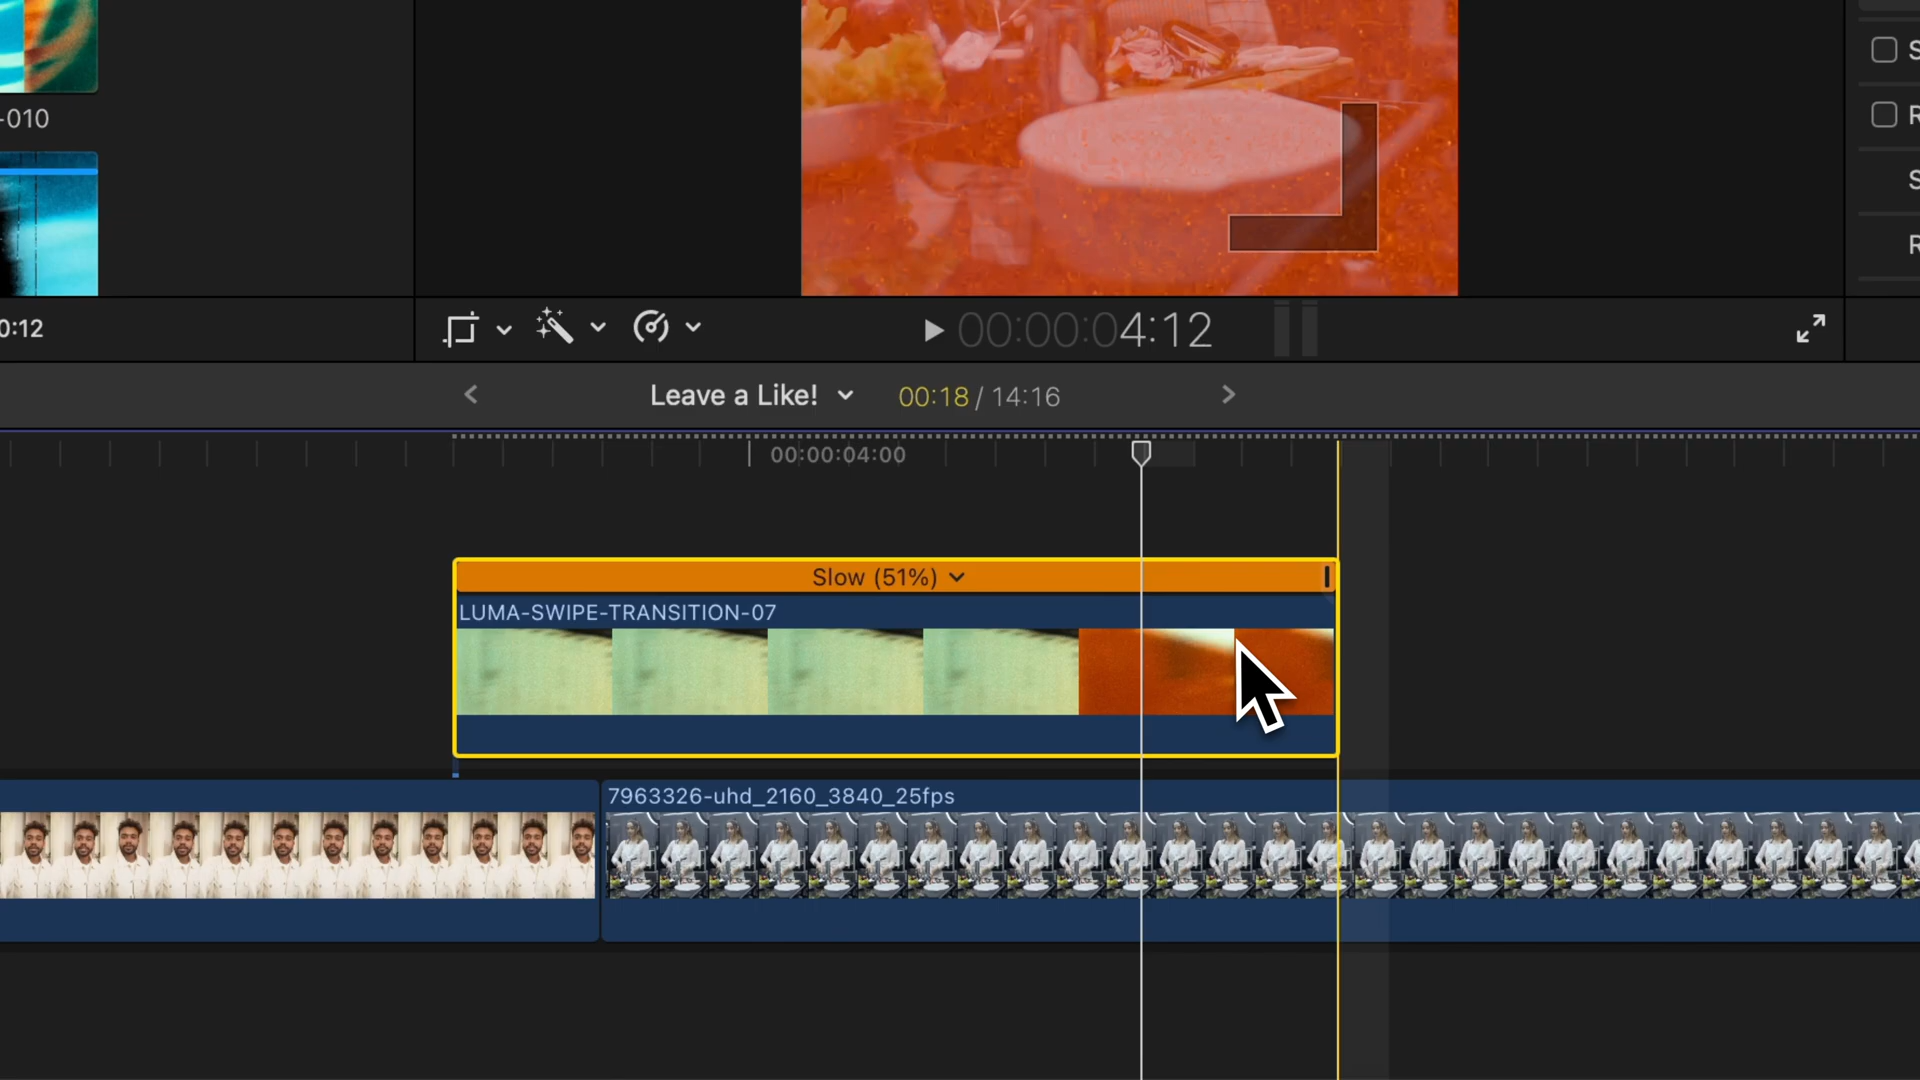 -010
S
R
S
R
0:12
00:00:04:12
Leave a Like!
00:18 / 14:16
00:00:04:00
Slow (51%)
LUMA-SWIPE-TRANSITION-07
7963326-uhd_2160_3840_25fps